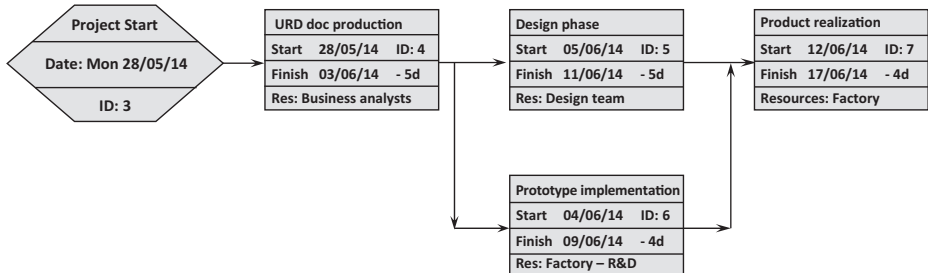 Project Start
Date: Mon 28/05/14
ID: 3
URD doc production
Start 28/05/14 ID: 4
Finish 03/06/14 - 5d
Res: Business analysts
Design phase
Start 05/06/14 ID: 5
Finish 11/06/14 - 5d
Res: Design team
Product realization
Start 12/06/14 ID: 7
Finish 17/06/14 - 4d
Resources: Factory
Prototype implementation
Start 04/06/14 ID: 6
Finish 09/06/14 - 4d
Res: Factory – R&D